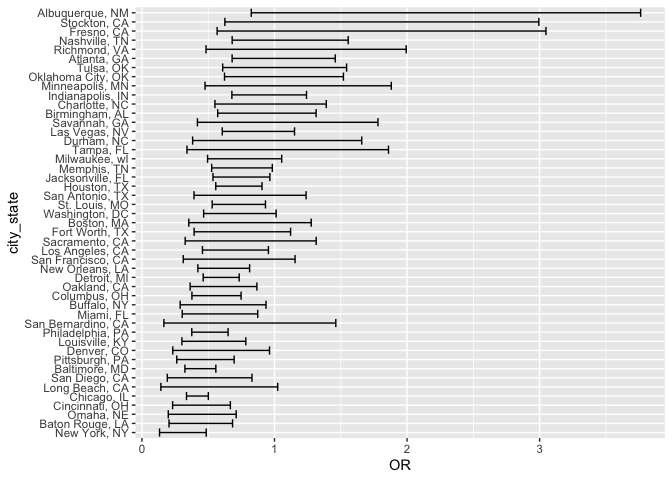 Albuquerque, NM
Stockton, CA
Fresno, CA
Nashville, TN
Richmond, VA
Atlanta, GA
Tulsa, OK
Oklahoma City, OK
Minneapolis, MN
Indianapolis, IN
Charlotte, NC
Birmingham, AL
Savannah, GA
Las Vegas, NV
Durham, NC
Tampa, FL
Milwaukee, wI
Memphis, TN
Jacksonville, FL
Houston, TX
San Antonio, TX
St. Louis, MO
Washington, DC
Boston, MA
Fort Worth, TX
Sacramento, CA
Los Angeles, CA
San Francisco, CA
New Orleans, LA
Detroit, MI
Oakland, CA
Columbus, OH
Buffalo, NY
Miami, FL
San Bernardino, CA
Philadelphia, PA
Louisville, KY
Denver, CO
Pittsburgh, PA
Baltimore, MD
San Diego, CA
Long Beach, CA
Chicago, IL
Cincinnati, OH
Omaha, NE
Baton Rouge, LA
New York, NY
city_state
0 1 2 3
OR